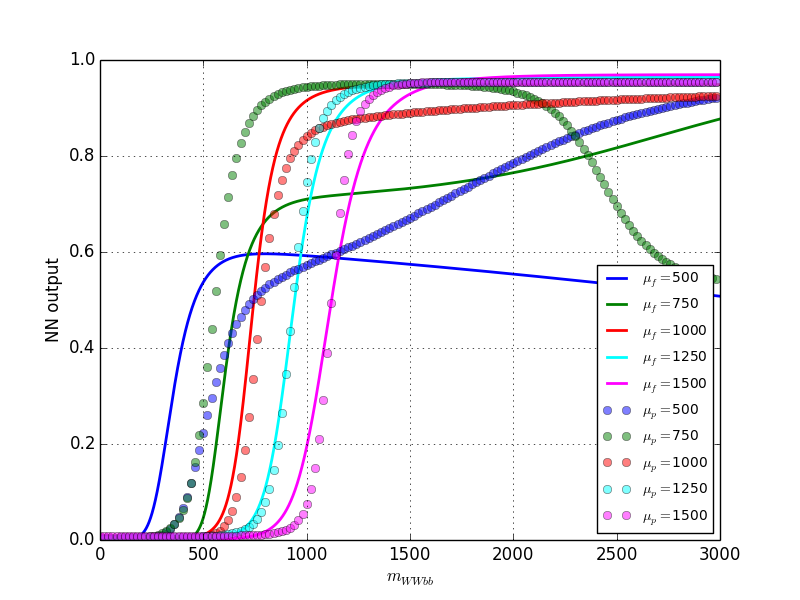 1.0
0.8
0.6
0.4
0.2
0.0
NN output
0 500 1000 1500 2000 2500 3000
m_{WWbb}
μ_f = 500
μ_f = 750
μ_f = 1000
μ_f = 1250
μ_f = 1500
μ_p = 500
μ_p = 750
μ_p = 1000
μ_p = 1250
μ_p = 1500